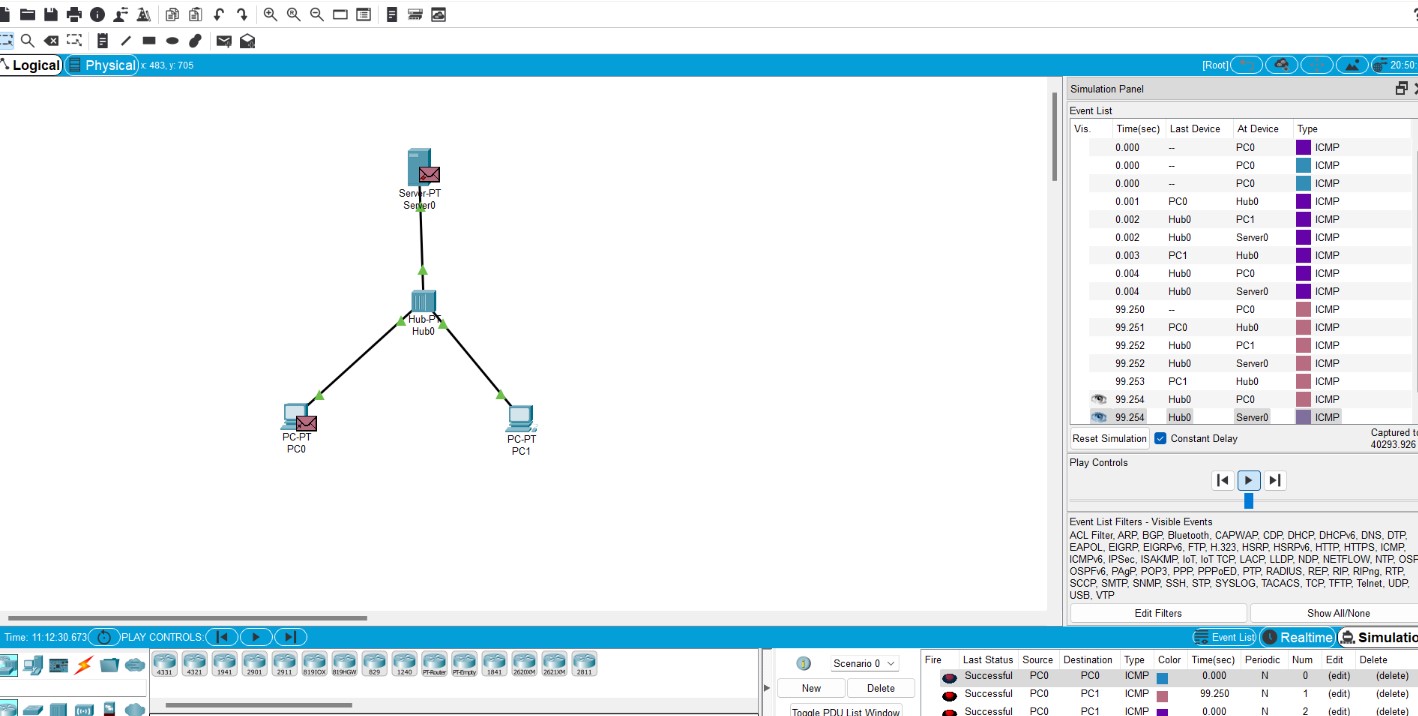 Logical Physical x: 483, y: 705 [Root] 20:50:
Server-PT
Server0
Hub-PT
Hub0
PC-PT
PC0
PC-PT
PC1
Simulation Panel
Event List
Vis. Time(sec) Last Device At Device Type
0.000 -- PC0 ICMP
0.000 -- PC0 ICMP
0.000 -- PC0 ICMP
0.001 PC0 Hub0 ICMP
0.002 Hub0 PC1 ICMP
0.002 Hub0 Server0 ICMP
0.003 PC1 Hub0 ICMP
0.004 Hub0 PC0 ICMP
0.004 Hub0 Server0 ICMP
99.250 -- PC0 ICMP
99.251 PC0 Hub0 ICMP
99.252 Hub0 PC1 ICMP
99.252 Hub0 Server0 ICMP
99.253 PC1 Hub0 ICMP
99.254 Hub0 PC0 ICMP
99.254 Hub0 Server0 ICMP
Reset Simulation Constant Delay Captured to
40293.926
Play Controls
Event List Filters - Visible Events
ACL Filter, ARP, BGP, Bluetooth, CAPWAP, CDP, DHCP, DHCPv6, DNS, DTP,
EAPOL, EIGRP, EIGRPv6, FTP, H.323, HSRP, HSRPv6, HTTP, HTTPS, ICMP,
ICMPv6, IPSec, ISAKMP, IoT, IoT TCP, LACP, LLDP, NDP, NETFLOW, NTP, OSP
OSPFv6, PAgP, POP3, PPP, PPPoED, PTP, RADIUS, REP, RIP, RIPng, RTP,
SCCP, SMTP, SNMP, SSH, STP, SYSLOG, TACACS, TCP, TFTP, Telnet, UDP,
USB, VTP
Edit Filters Show All/None
Time: 11:12:30.673 PLAY CONTROLS: Event List Realtime Simulatio
4331 4321 1941 2901 2911 819IOX 819HGW 829 1240 PT-Router PT-Empty 1841 2620XM 2621XM 2811
Scenario 0
New Delete
Toggle PDU List Window
Fire Last Status Source Destination Type Color Time(sec) Periodic Num Edit Delete
Successful PC0 PC0 ICMP 0.000 N 0 (edit) (delete)
Successful PC0 PC1 ICMP 99.250 N 1 (edit) (delete)
Successful PC0 PC1 ICMP 0.000 N 2 (edit) (delete)